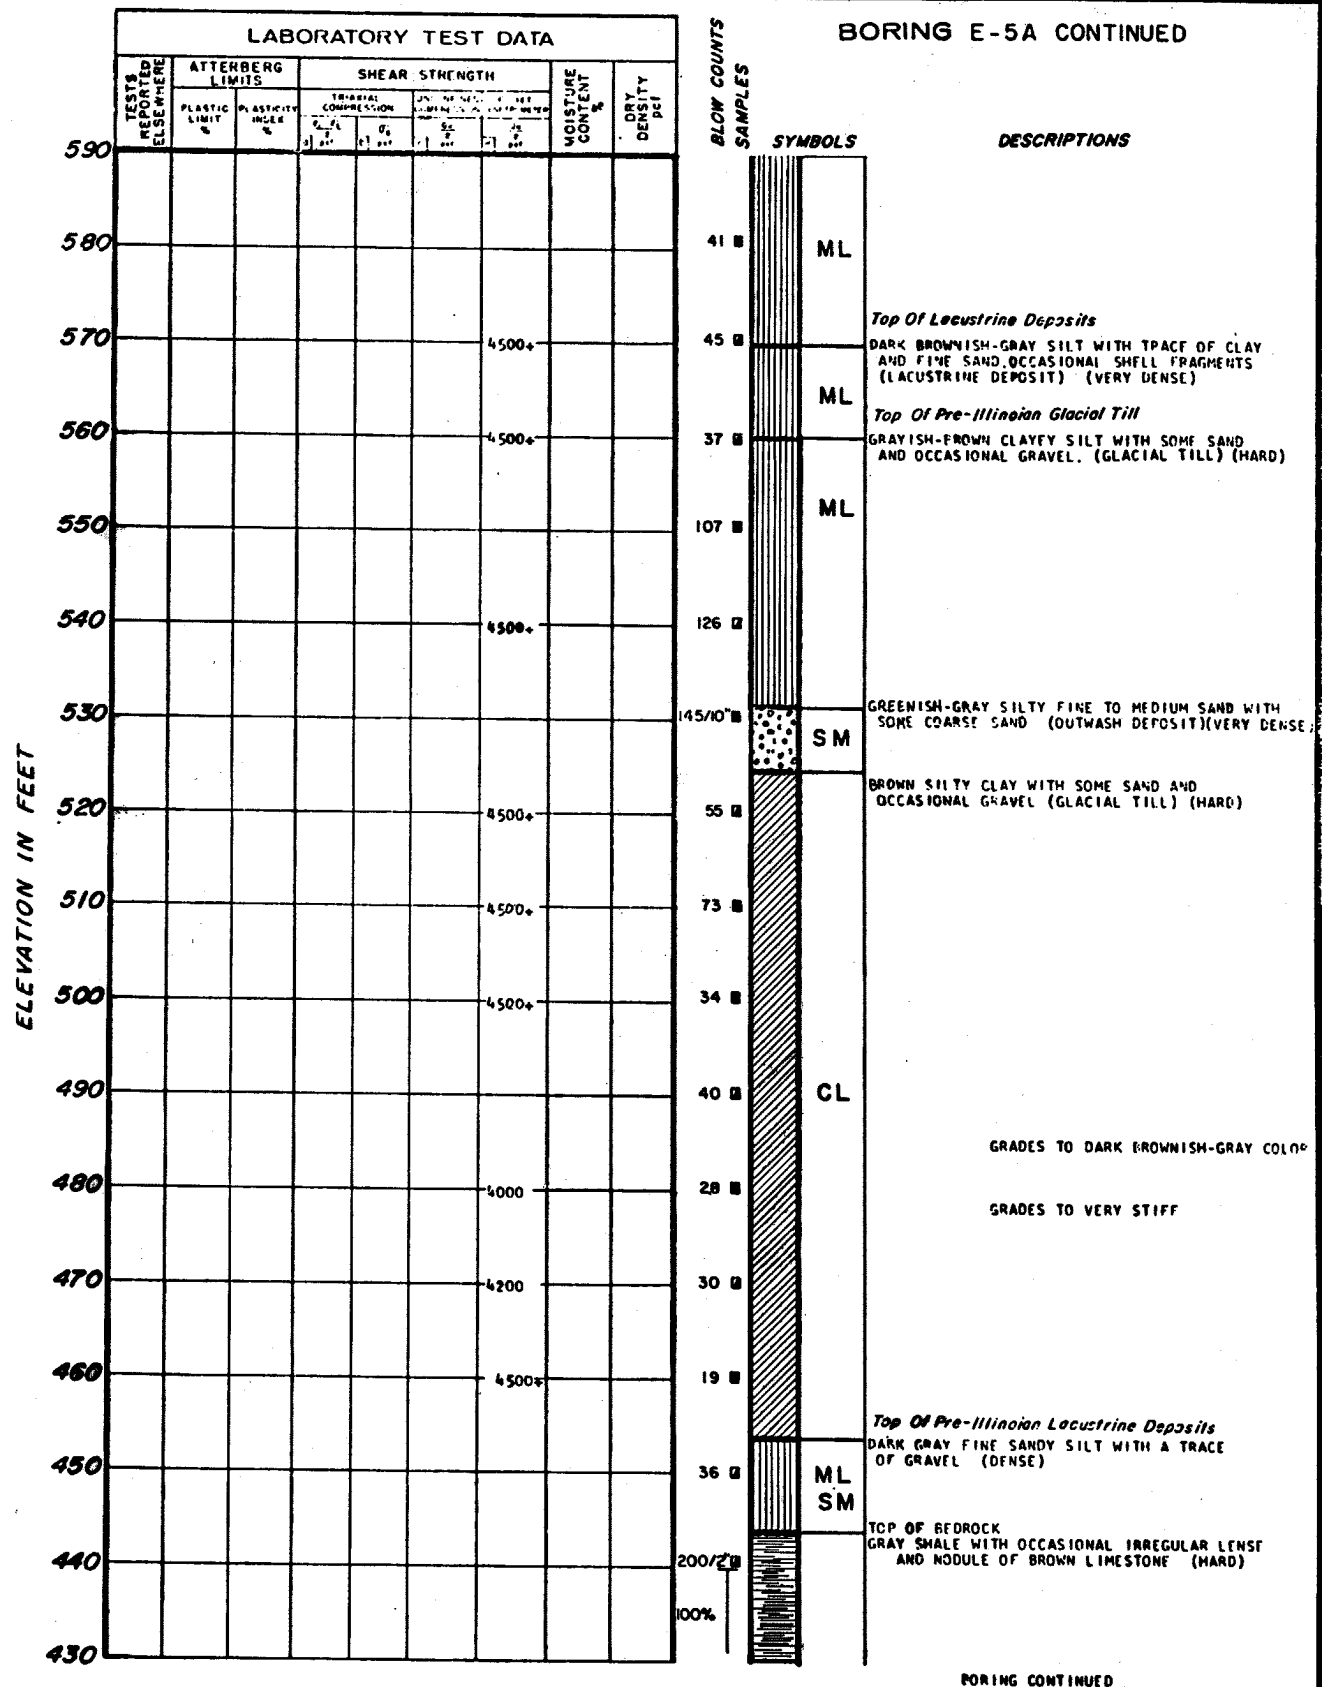 LABORATORY TEST DATA
BORING E-5A CONTINUED
TESTS REPORTED ELSEWHERE
ATTERBERG LIMITS
SHEAR STRENGTH
PLASTIC LIMIT %
PLASTICITY INDEX %
TRIAXIAL COMPRESSION
MOISTURE CONTENT %
DRY DENSITY pcf
BLOW COUNTS
SAMPLES
SYMBOLS
DESCRIPTIONS
ELEVATION IN FEET
590
580
41
ML
Top Of Lacustrine Deposits
570
4500+
45
DARK BROWNISH-GRAY SILT WITH TRACE OF CLAY
AND FINE SAND, OCCASIONAL SHELL FRAGMENTS
(LACUSTRINE DEPOSIT) (VERY DENSE)
ML
Top Of Pre-Illinoian Glacial Till
560
4500+
37
GRAYISH-BROWN CLAYEY SILT WITH SOME SAND
AND OCCASIONAL GRAVEL. (GLACIAL TILL) (HARD)
ML
550
107
540
4500+
126
530
145/10"
GREENISH-GRAY SILTY FINE TO MEDIUM SAND WITH
SOME COARSE SAND (OUTWASH DEPOSIT)(VERY DENSE)
SM
BROWN SILTY CLAY WITH SOME SAND AND
OCCASIONAL GRAVEL (GLACIAL TILL) (HARD)
520
4500+
55
510
4500+
73
500
4500+
34
490
40
CL
GRADES TO DARK BROWNISH-GRAY COLOR
480
4000
28
GRADES TO VERY STIFF
470
4200
30
460
4500+
19
Top Of Pre-Illinoian Lacustrine Deposits
DARK GRAY FINE SANDY SILT WITH A TRACE
OF GRAVEL (DENSE)
450
36
ML
SM
TOP OF BEDROCK
GRAY SHALE WITH OCCASIONAL IRREGULAR LENSE
AND NODULE OF BROWN LIMESTONE (HARD)
440
200/2"
100%
430
BORING CONTINUED